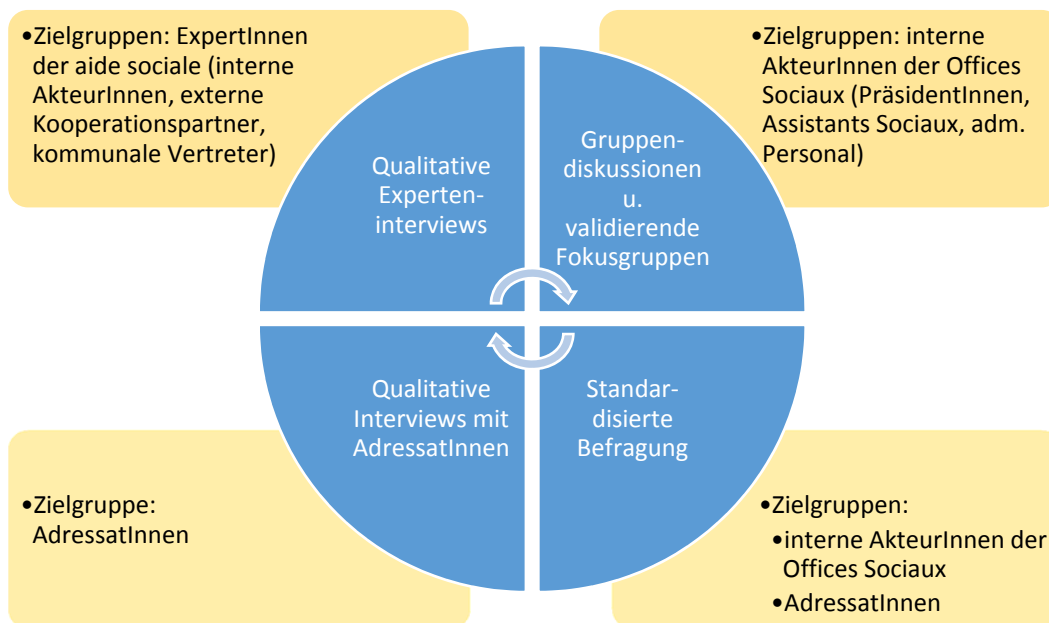 •Zielgruppen: ExpertInnen
der aide sociale (interne
AkteurInnen, externe
Kooperationspartner,
kommunale Vertreter)
•Zielgruppen: interne
AkteurInnen der Offices
Sociaux (PräsidentInnen,
Assistants Sociaux, adm.
Personal)
Qualitative
Experten-
interviews
Gruppen-
diskussionen
u.
validierende
Fokusgruppen
Qualitative
Interviews mit
AdressatInnen
Standar-
disierte
Befragung
•Zielgruppe:
AdressatInnen
•Zielgruppen:
•interne AkteurInnen der
Offices Sociaux
•AdressatInnen